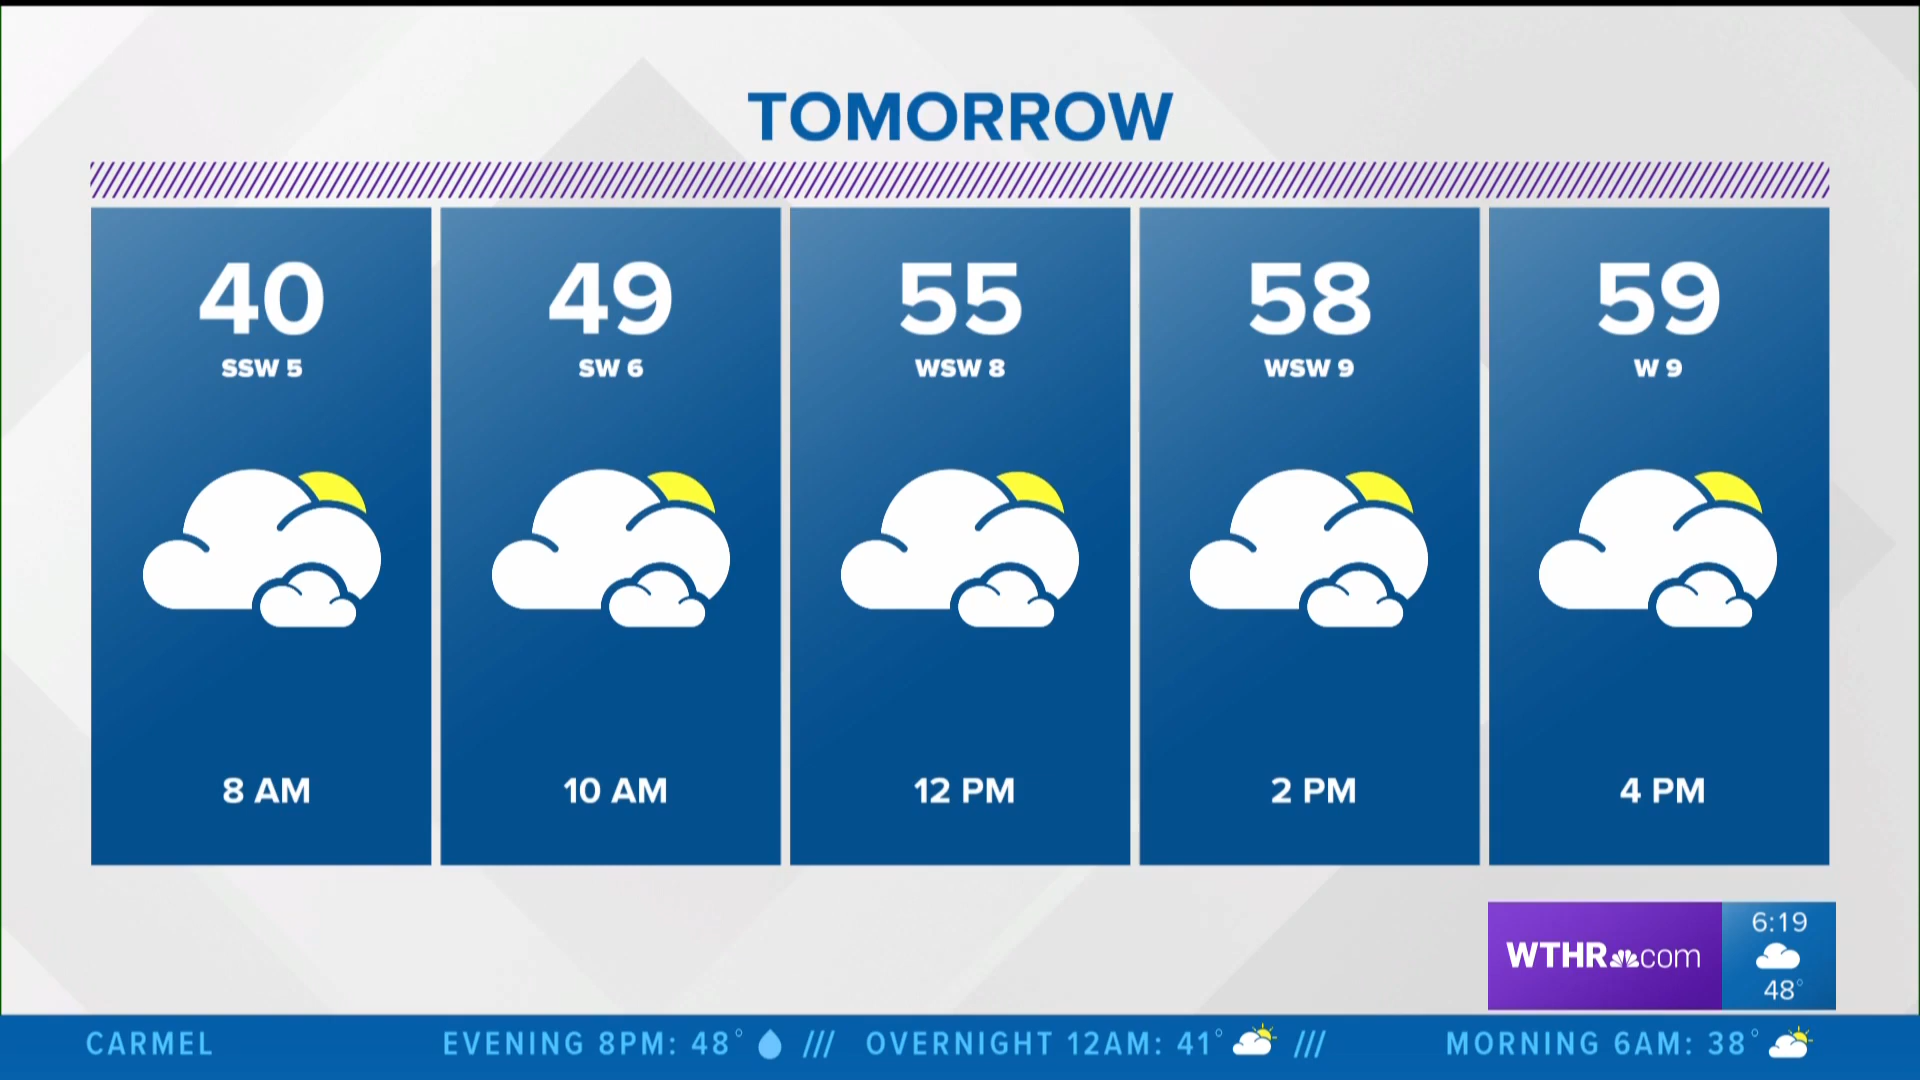 TOMORROW
40 49 55 58 59
SSW 5 SW 6 WSW 8 WSW 9 W 9
8 AM 10 AM 12 PM 2 PM 4 PM
6:19
WTHR.com
48°
CARMEL EVENING 8PM: 48° /// OVERNIGHT 12AM: 41° /// MORNING 6AM: 38°